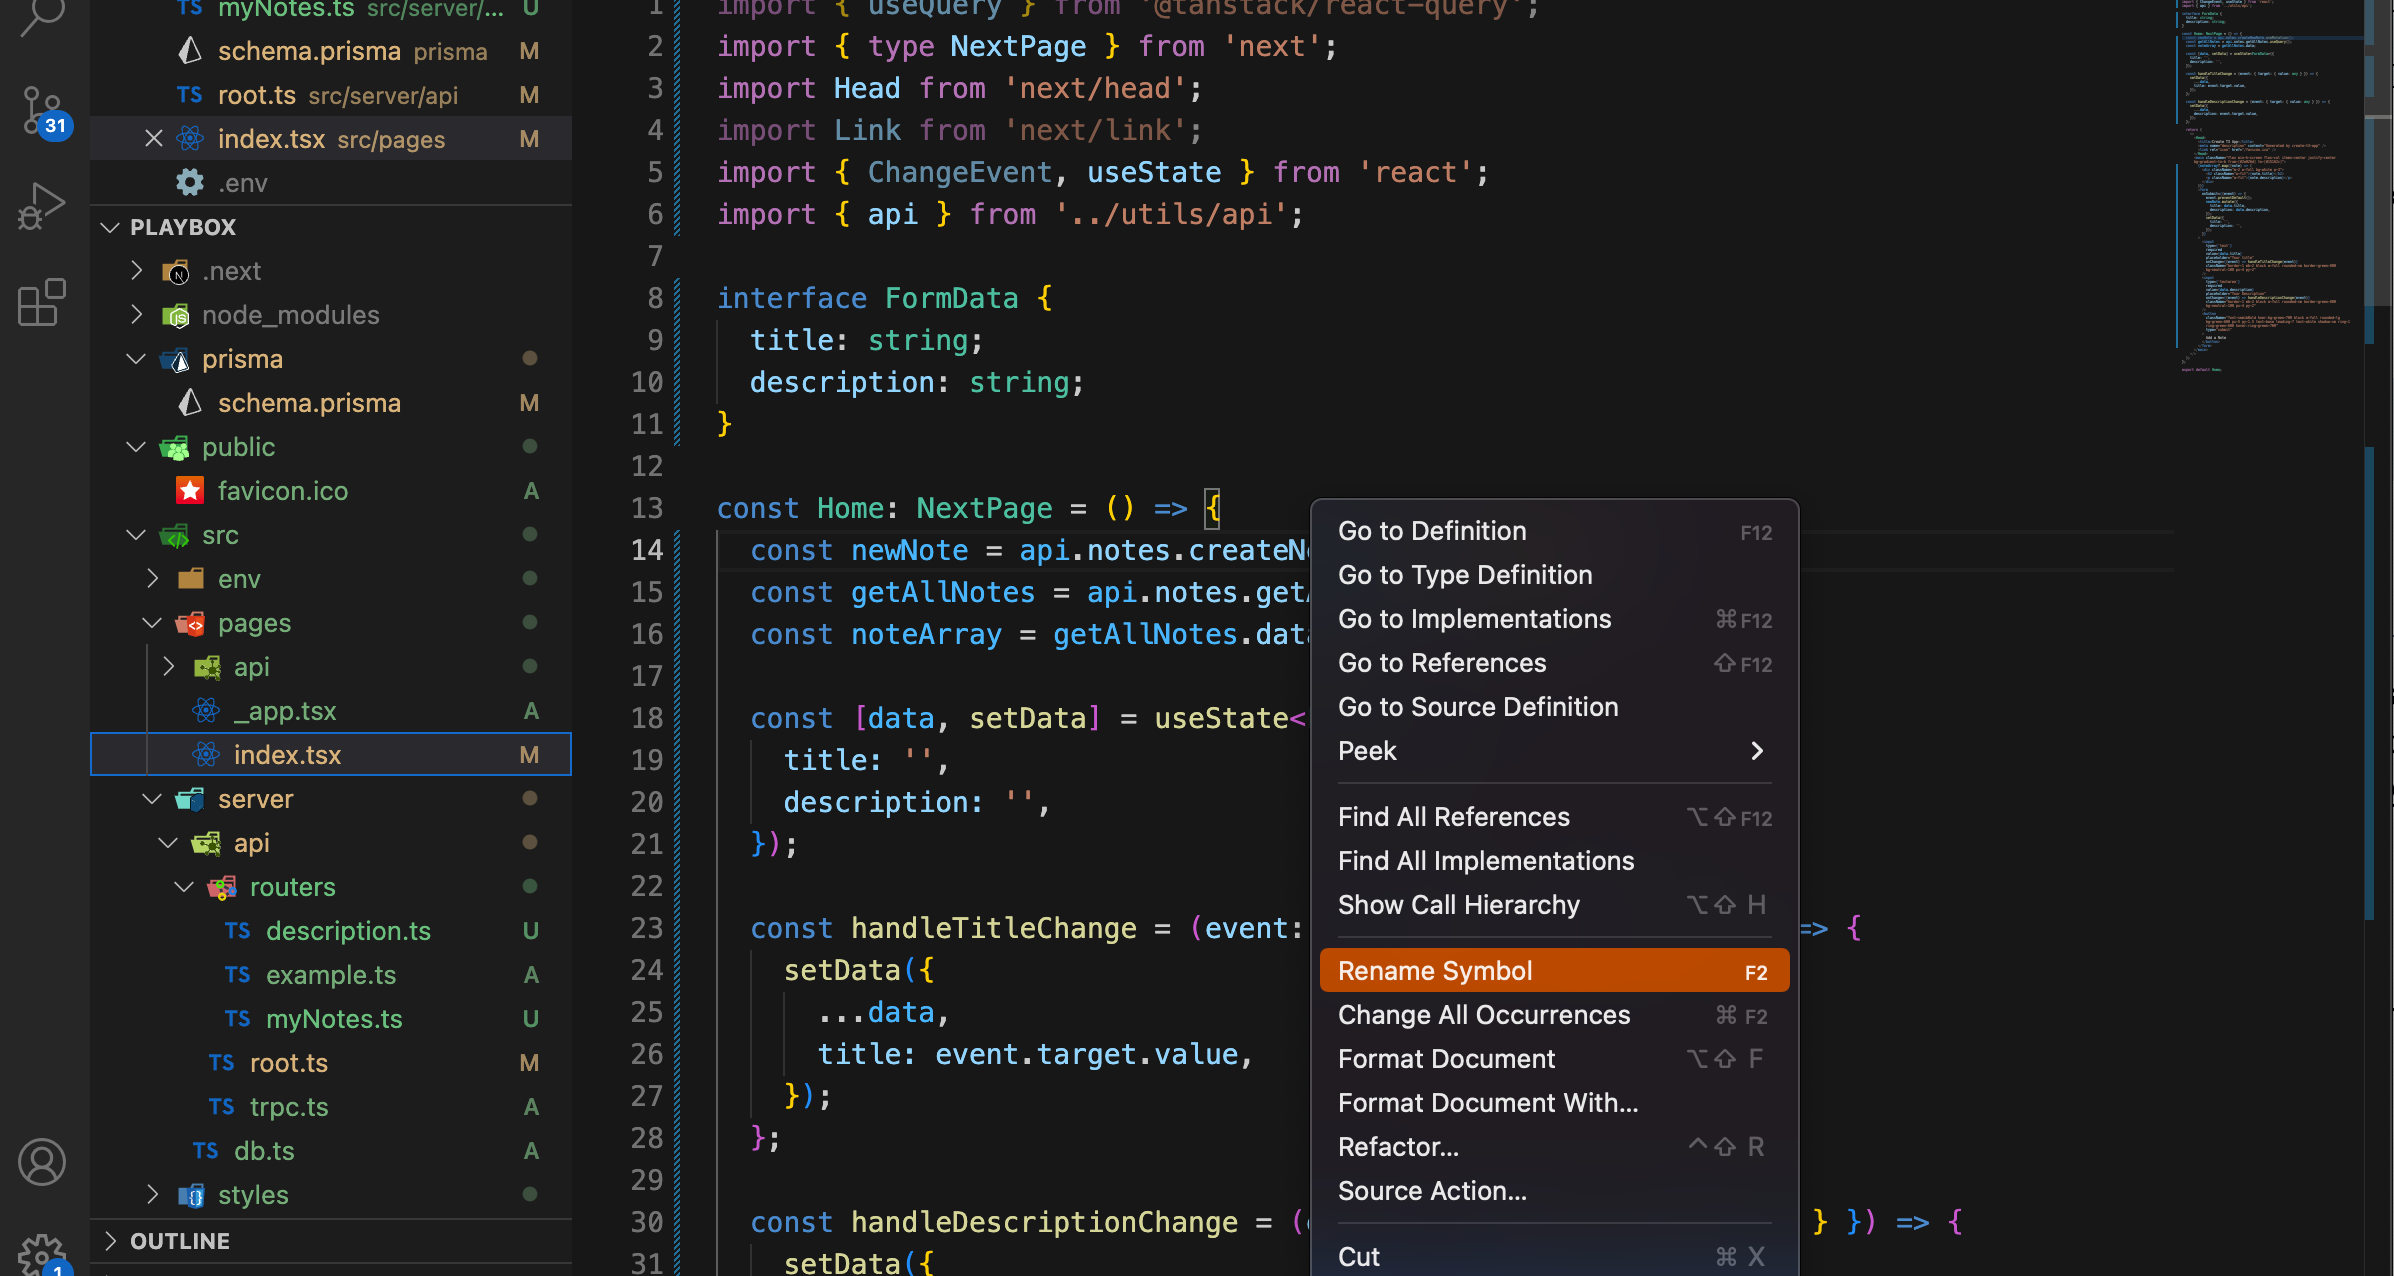 TS myNotes.ts src/server/... U
schema.prisma prisma M
TS root.ts src/server/api M
index.tsx src/pages M
.env
PLAYBOX
.next
node_modules
prisma
schema.prisma M
public
favicon.ico A
src
env
pages
api
_app.tsx A
index.tsx M
server
api
routers
TS description.ts U
TS example.ts A
TS myNotes.ts U
TS root.ts M
TS trpc.ts A
TS db.ts A
styles
OUTLINE
31
1
1 import { useQuery } from '@tanstack/react-query';
2 import { type NextPage } from 'next';
3 import Head from 'next/head';
4 import Link from 'next/link';
5 import { ChangeEvent, useState } from 'react';
6 import { api } from '../utils/api';
7
8 interface FormData {
9 title: string;
10 description: string;
11 }
12
13 const Home: NextPage = () => {
14 const newNote = api.notes.createN
15 const getAllNotes = api.notes.get
16 const noteArray = getAllNotes.dat
17
18 const [data, setData] = useState<
19 title: '',
20 description: '',
21 });
22
23 const handleTitleChange = (event: => {
24 setData({
25 ...data,
26 title: event.target.value,
27 });
28 };
29
30 const handleDescriptionChange = ( } }) => {
31 setData({
Go to Definition F12
Go to Type Definition
Go to Implementations ⌘F12
Go to References ⇧F12
Go to Source Definition
Peek
Find All References ⌥⇧F12
Find All Implementations
Show Call Hierarchy ⌥⇧ H
Rename Symbol F2
Change All Occurrences ⌘ F2
Format Document ⌥⇧ F
Format Document With...
Refactor... ^⇧ R
Source Action...
Cut ⌘ X